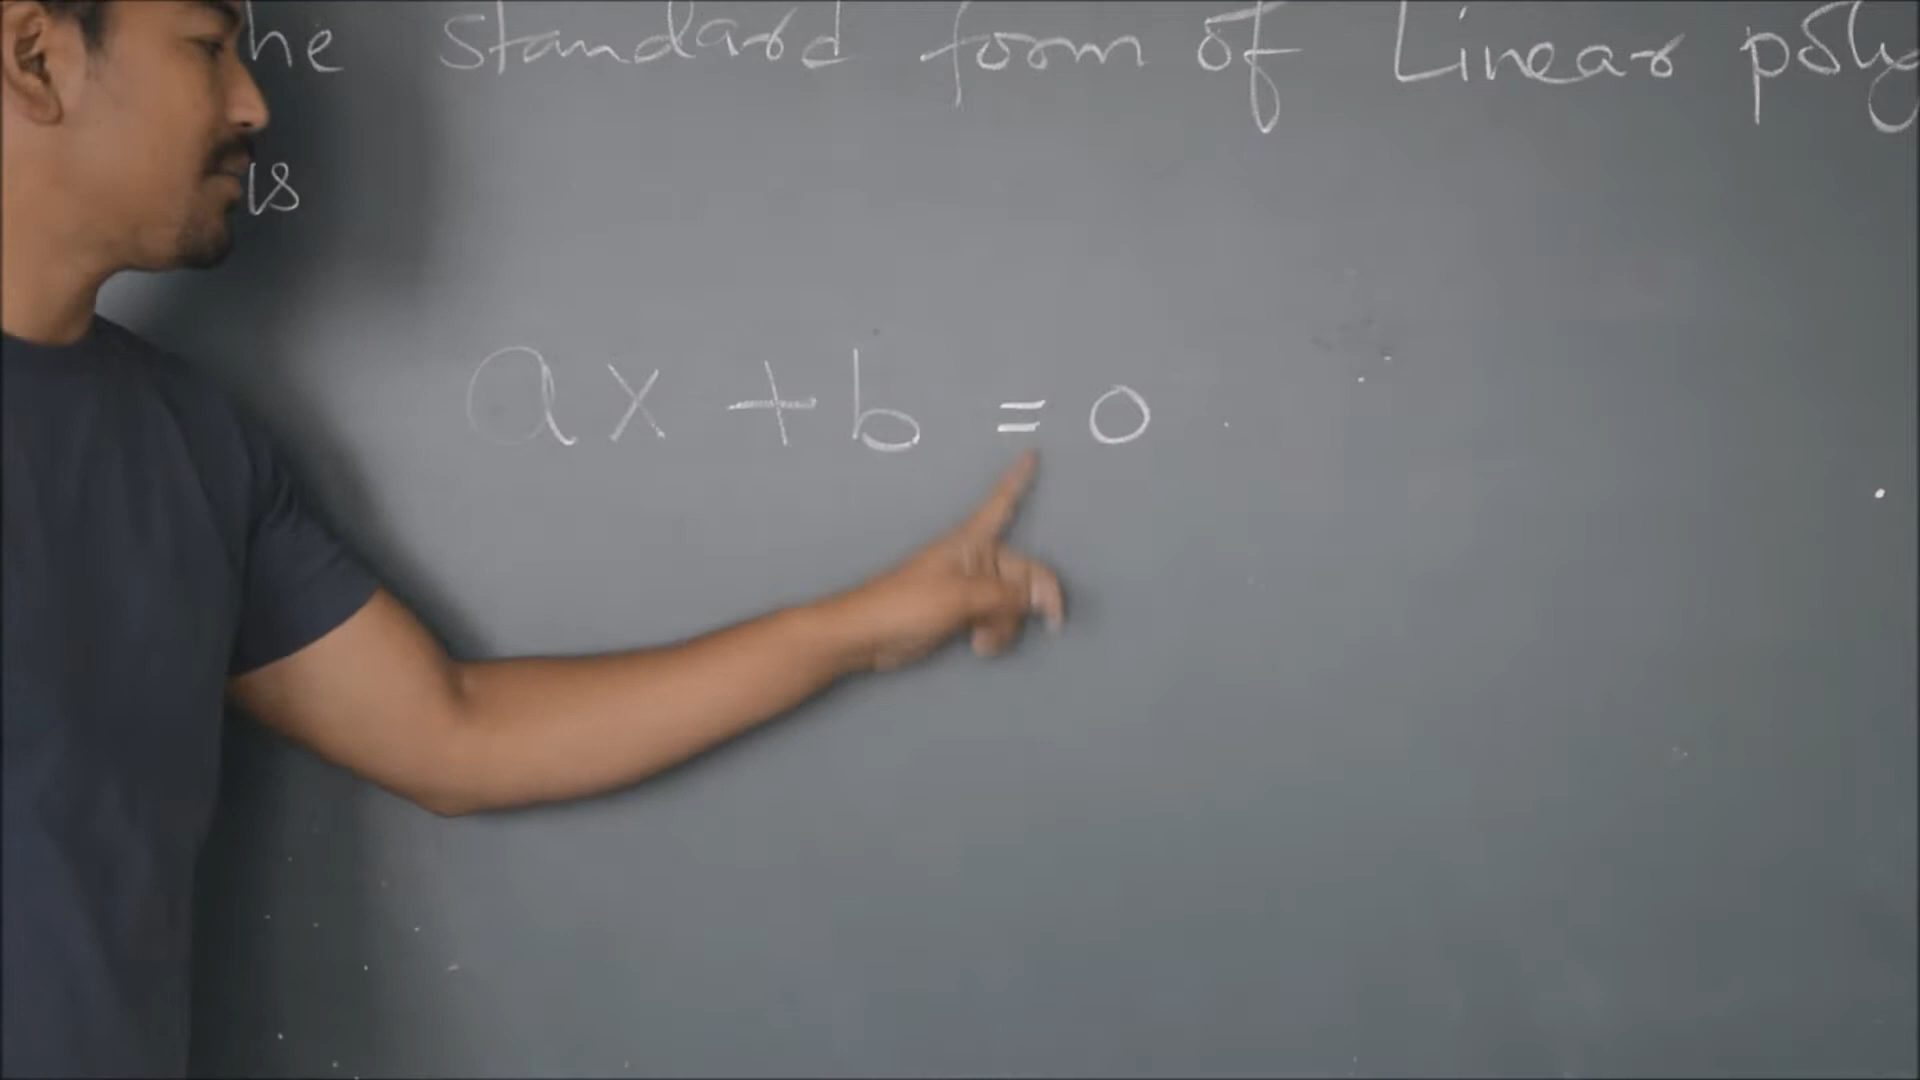 he standard form of Linear poly
is
ax + b = 0